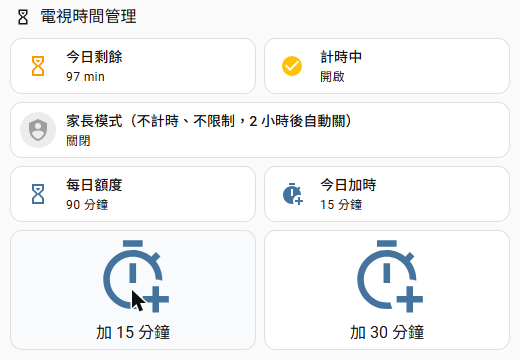 電視時間管理
今日剩餘
97 min
計時中
開啟
家長模式（不計時、不限制，2 小時後自動關）
關閉
每日額度
90 分鐘
今日加時
15 分鐘
加 15 分鐘
加 30 分鐘